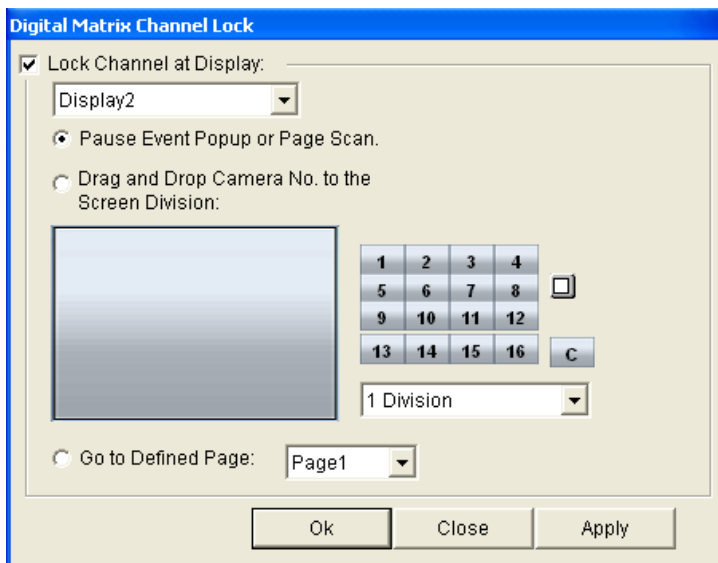 Digital Matrix Channel Lock
Lock Channel at Display:
Display2
Pause Event Popup or Page Scan.
Drag and Drop Camera No. to the
Screen Division:
1 2 3 4
5 6 7 8
9 10 11 12
13 14 15 16 C
1 Division
Go to Defined Page: Page1
Ok Close Apply